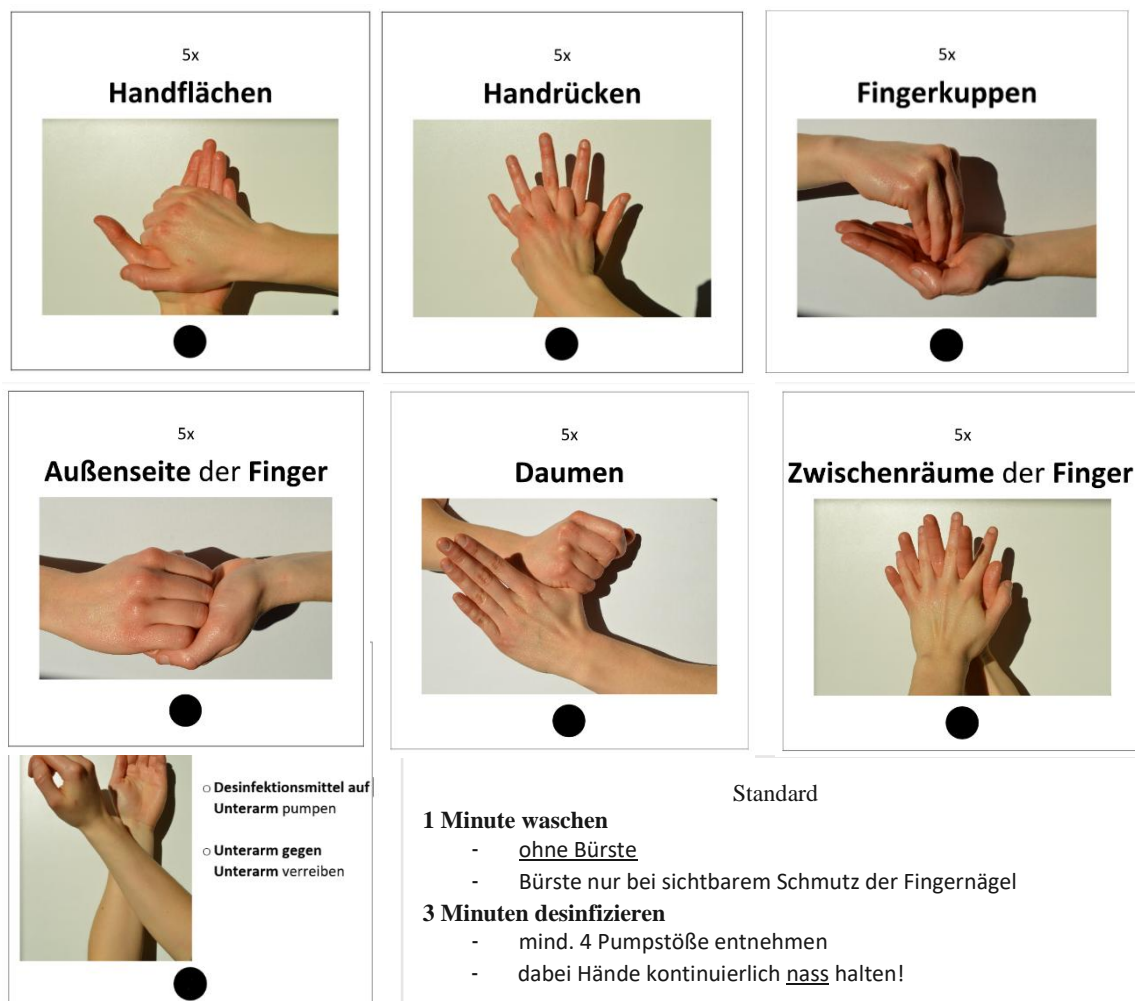 5x
Handflächen
5x
Handrücken
5x
Fingerkuppen
5x
Außenseite der Finger
5x
Daumen
5x
Zwischenräume der Finger
○ Desinfektionsmittel auf
Unterarm pumpen
○ Unterarm gegen
Unterarm verreiben
Standard
1 Minute waschen
- ohne Bürste
- Bürste nur bei sichtbarem Schmutz der Fingernägel
3 Minuten desinfizieren
- mind. 4 Pumpstöße entnehmen
- dabei Hände kontinuierlich nass halten!